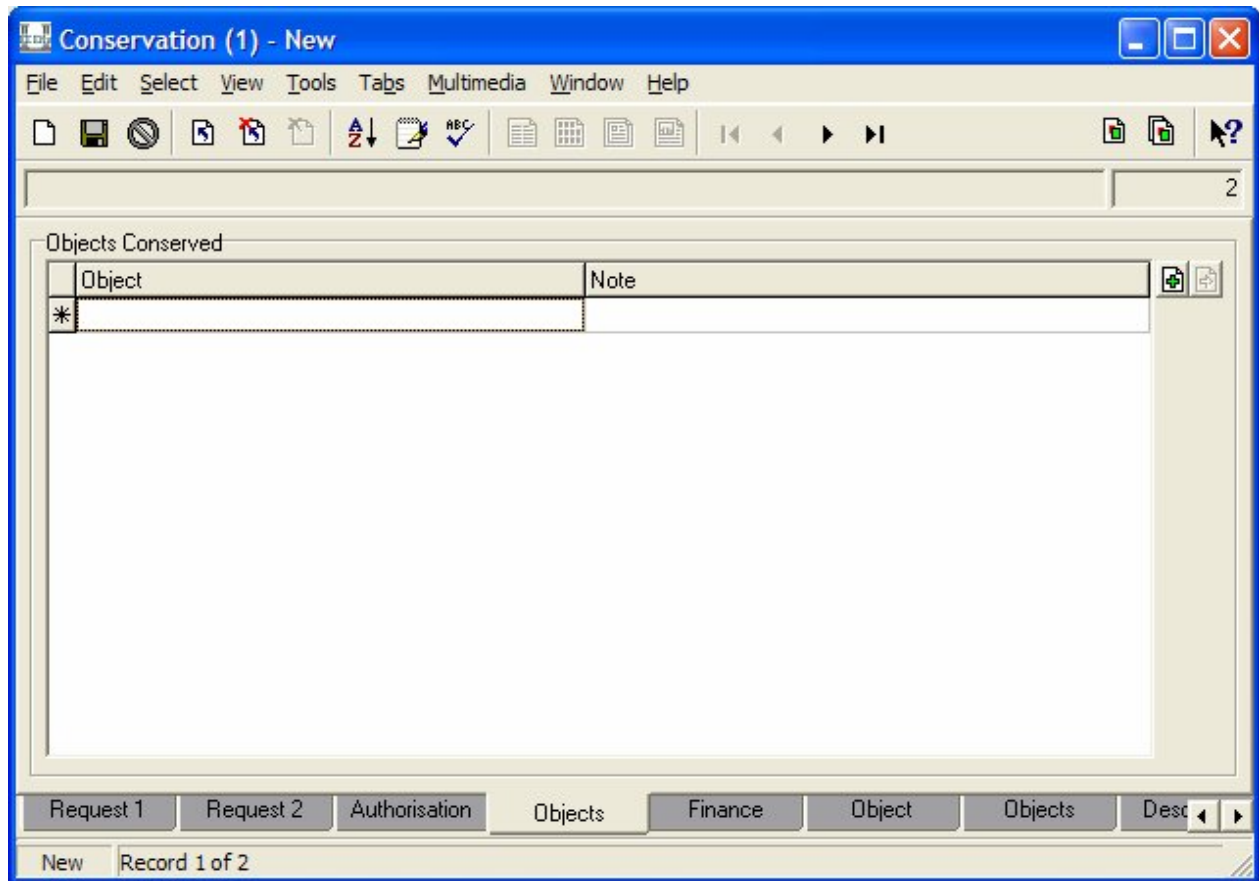 Conservation (1) - New
File Edit Select View Tools Tabs Multimedia Window Help
2
Objects Conserved
Object Note
Request 1 Request 2 Authorisation Objects Finance Object Objects Desc
New Record 1 of 2